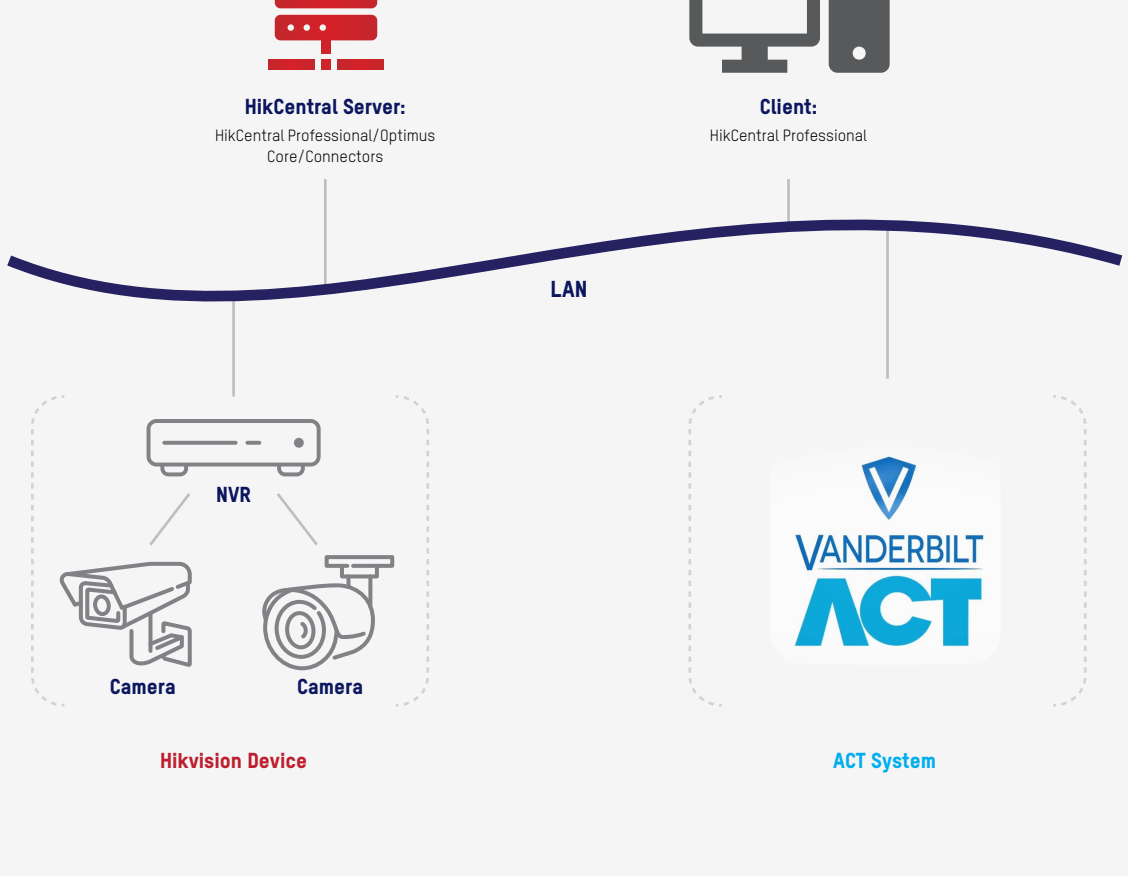 HikCentral Server:
HikCentral Professional/Optimus
Core/Connectors
Client:
HikCentral Professional
LAN
NVR
Camera
Camera
Hikvision Device
VANDERBILT
ACT
ACT System